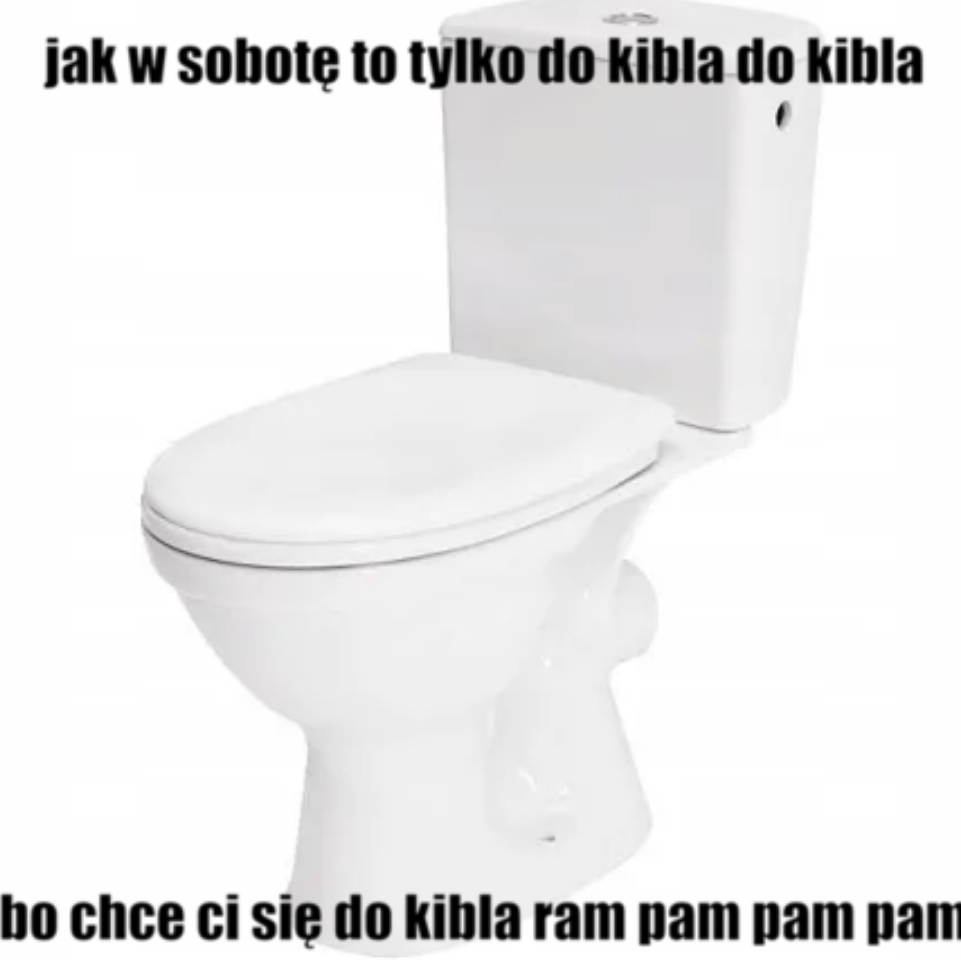 jak w sobotę to tylko do kibla do kibla
bo chce ci się do kibla ram pam pam pam